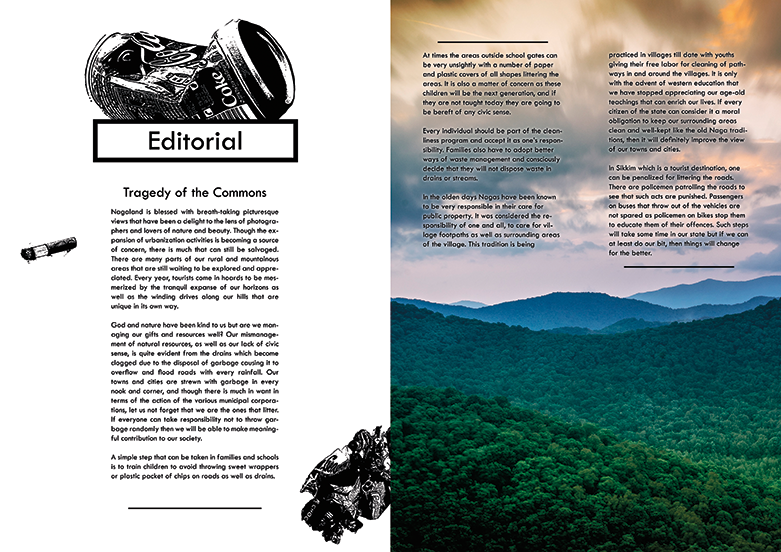 Coke
Editorial
Tragedy of the Commons
Nagaland is blessed with breath-taking picturesque
views that have been a delight to the lens of photogra-
phers and lovers of nature and beauty. Though the ex-
pansion of urbanization activities is becoming a source
of concern, there is much that can still be salvaged.
There are many parts of our rural and mountainous
areas that are still waiting to be explored and appre-
ciated. Every year, tourists come in hoards to be mes-
merized by the tranquil expanse of our horizons as
well as the winding drives along our hills that are
unique in its own way.
God and nature have been kind to us but are we man-
aging our gifts and resources well? Our mismanage-
ment of natural resources, as well as our lack of civic
sense, is quite evident from the drains which become
clogged due to the disposal of garbage causing it to
overflow and flood roads with every rainfall. Our
towns and cities are strewn with garbage in every
nook and corner, and though there is much in want in
terms of the action of the various municipal corpora-
tions, let us not forget that we are the ones that litter.
If everyone can take responsibility not to throw gar-
bage randomly then we will be able to make meaning-
ful contribution to our society.
A simple step that can be taken in families and schools
is to train children to avoid throwing sweet wrappers
or plastic packet of chips on roads as well as drains.
At times the areas outside school gates can
be very unsightly with a number of paper
and plastic covers of all shapes littering the
areas. It is also a matter of concern as these
children will be the next generation, and if
they are not taught today they are going to
be bereft of any civic sense.
Every individual should be part of the clean-
liness program and accept it as one's respon-
sibility. Families also have to adopt better
ways of waste management and consciously
decide that they will not dispose waste in
drains or streams.
In the olden days Nagas have been known
to be very responsible in their care for
public property. It was considered the re-
sponsibility of one and all, to care for vil-
lage footpaths as well as surrounding areas
of the village. This tradition is being
practiced in villages till date with youths
giving their free labor for cleaning of path-
ways in and around the villages. It is only
with the advent of western education that
we have stopped appreciating our age-old
teachings that can enrich our lives. If every
citizen of the state can consider it a moral
obligation to keep our surrounding areas
clean and well-kept like the old Naga tradi-
tions, then it will definitely improve the view
of our towns and cities.
In Sikkim which is a tourist destination, one
can be penalized for littering the roads.
There are policemen patrolling the roads to
see that such acts are punished. Passengers
on buses that throw out of the vehicles are
not spared as policemen on bikes stop them
to educate them of their offences. Such steps
will take some time in our state but if we can
at least do our bit, then things will change
for the better.